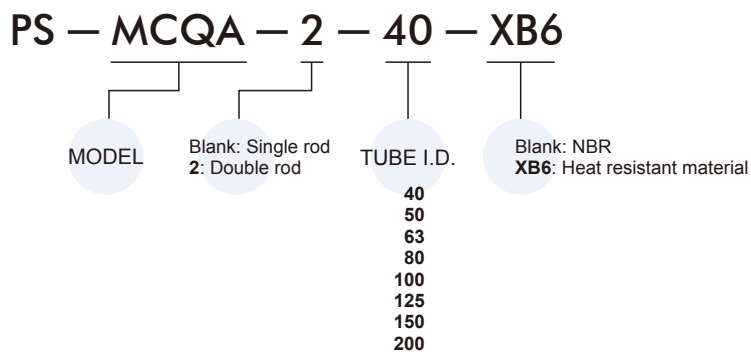 PS — MCQA — 2 — 40 — XB6
MODEL
Blank: Single rod
2: Double rod
TUBE I.D.
40
50
63
80
100
125
150
200
Blank: NBR
XB6: Heat resistant material